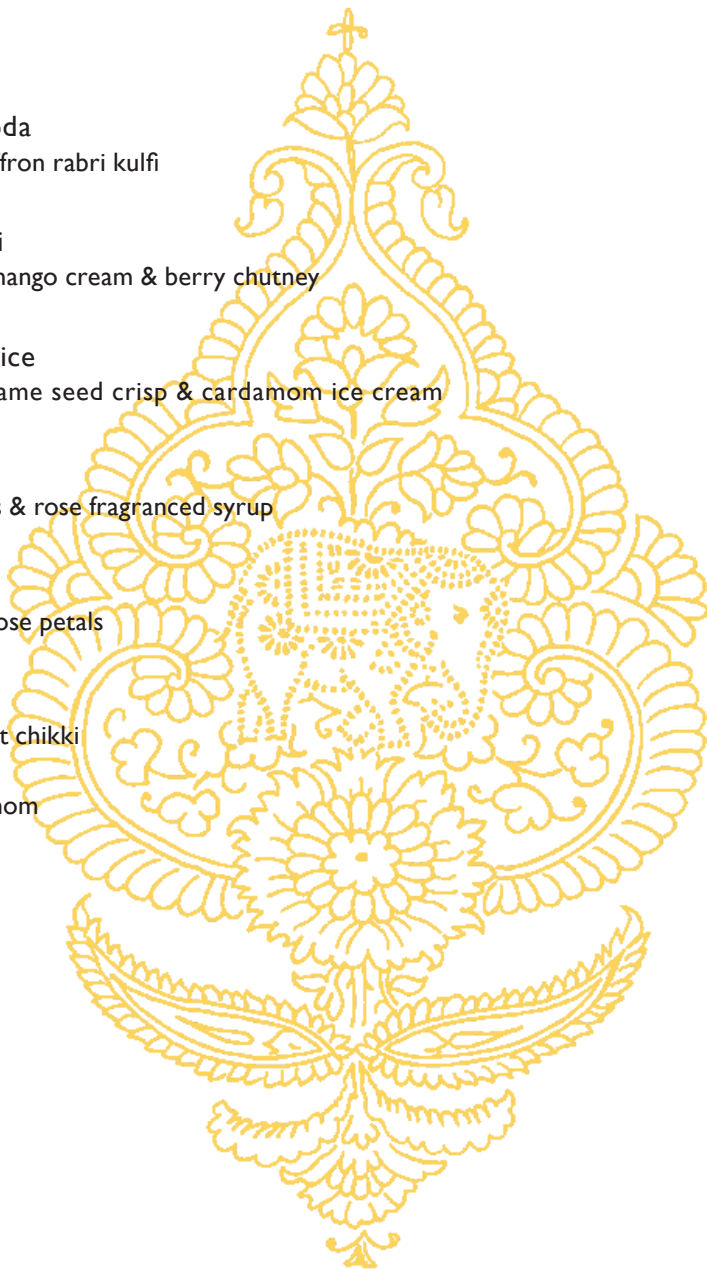 oda
fron rabri kulfi
i
mango cream & berry chutney
ice
ame seed crisp & cardamom ice cream
s & rose fragranced syrup
ose petals
t chikki
nom